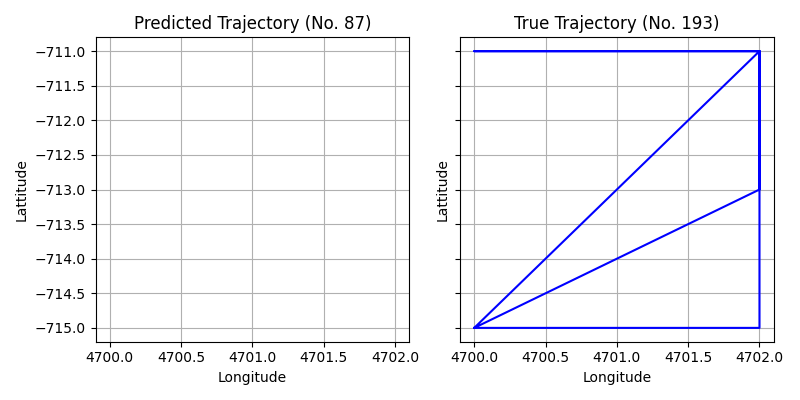 Predicted Trajectory (No. 87)
True Trajectory (No. 193)
−711.0
−711.5
−712.0
−712.5
−713.0
−713.5
−714.0
−714.5
−715.0
Lattitude
Lattitude
4700.0 4700.5 4701.0 4701.5 4702.0
4700.0 4700.5 4701.0 4701.5 4702.0
Longitude
Longitude